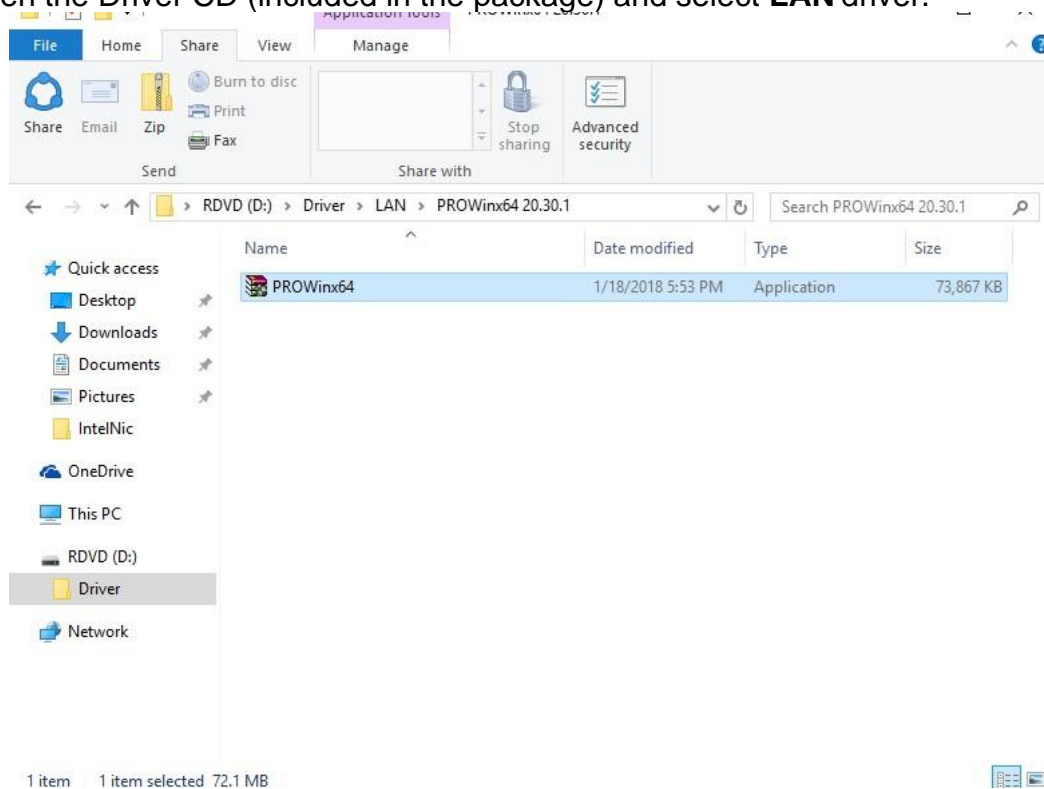 en the Driver CD (included in the package) and select LAN driver.
Application Tools PROWinx64 20.30.1
File Home Share View Manage
Share Email Zip
Burn to disc
Print
Fax
Stop sharing
Advanced security
Send Share with
RDVD (D:) > Driver > LAN > PROWinx64 20.30.1 Search PROWinx64 20.30.1
Name Date modified Type Size
PROWinx64 1/18/2018 5:53 PM Application 73,867 KB
Quick access
Desktop
Downloads
Documents
Pictures
IntelNic
OneDrive
This PC
RDVD (D:)
Driver
Network
1 item 1 item selected 72.1 MB